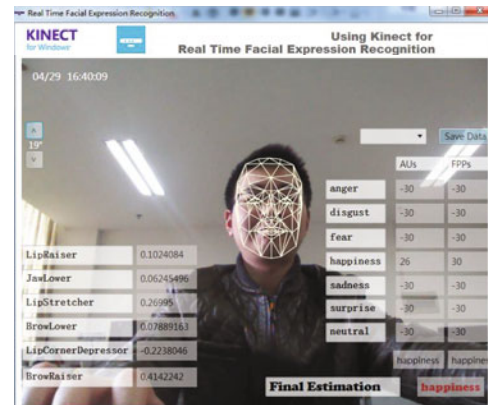 Real Time Facial Expression Recognition
KINECT
for Windows
Using Kinect for
Real Time Facial Expression Recognition
04/29 16:40:09
19°
Save Data
AUs FPPs
anger -30 -30
disgust -30 -30
fear -30 -30
happiness 26 30
sadness -30 -30
surprise -30 -30
neutral -30 -30
happiness happines
LipRaiser 0.1024084
JawLower 0.06245496
LipStretcher 0.26995
BrowLower 0.07889163
LipCornerDepressor -0.2238046
BrowRaiser 0.4142242
Final Estimation happiness